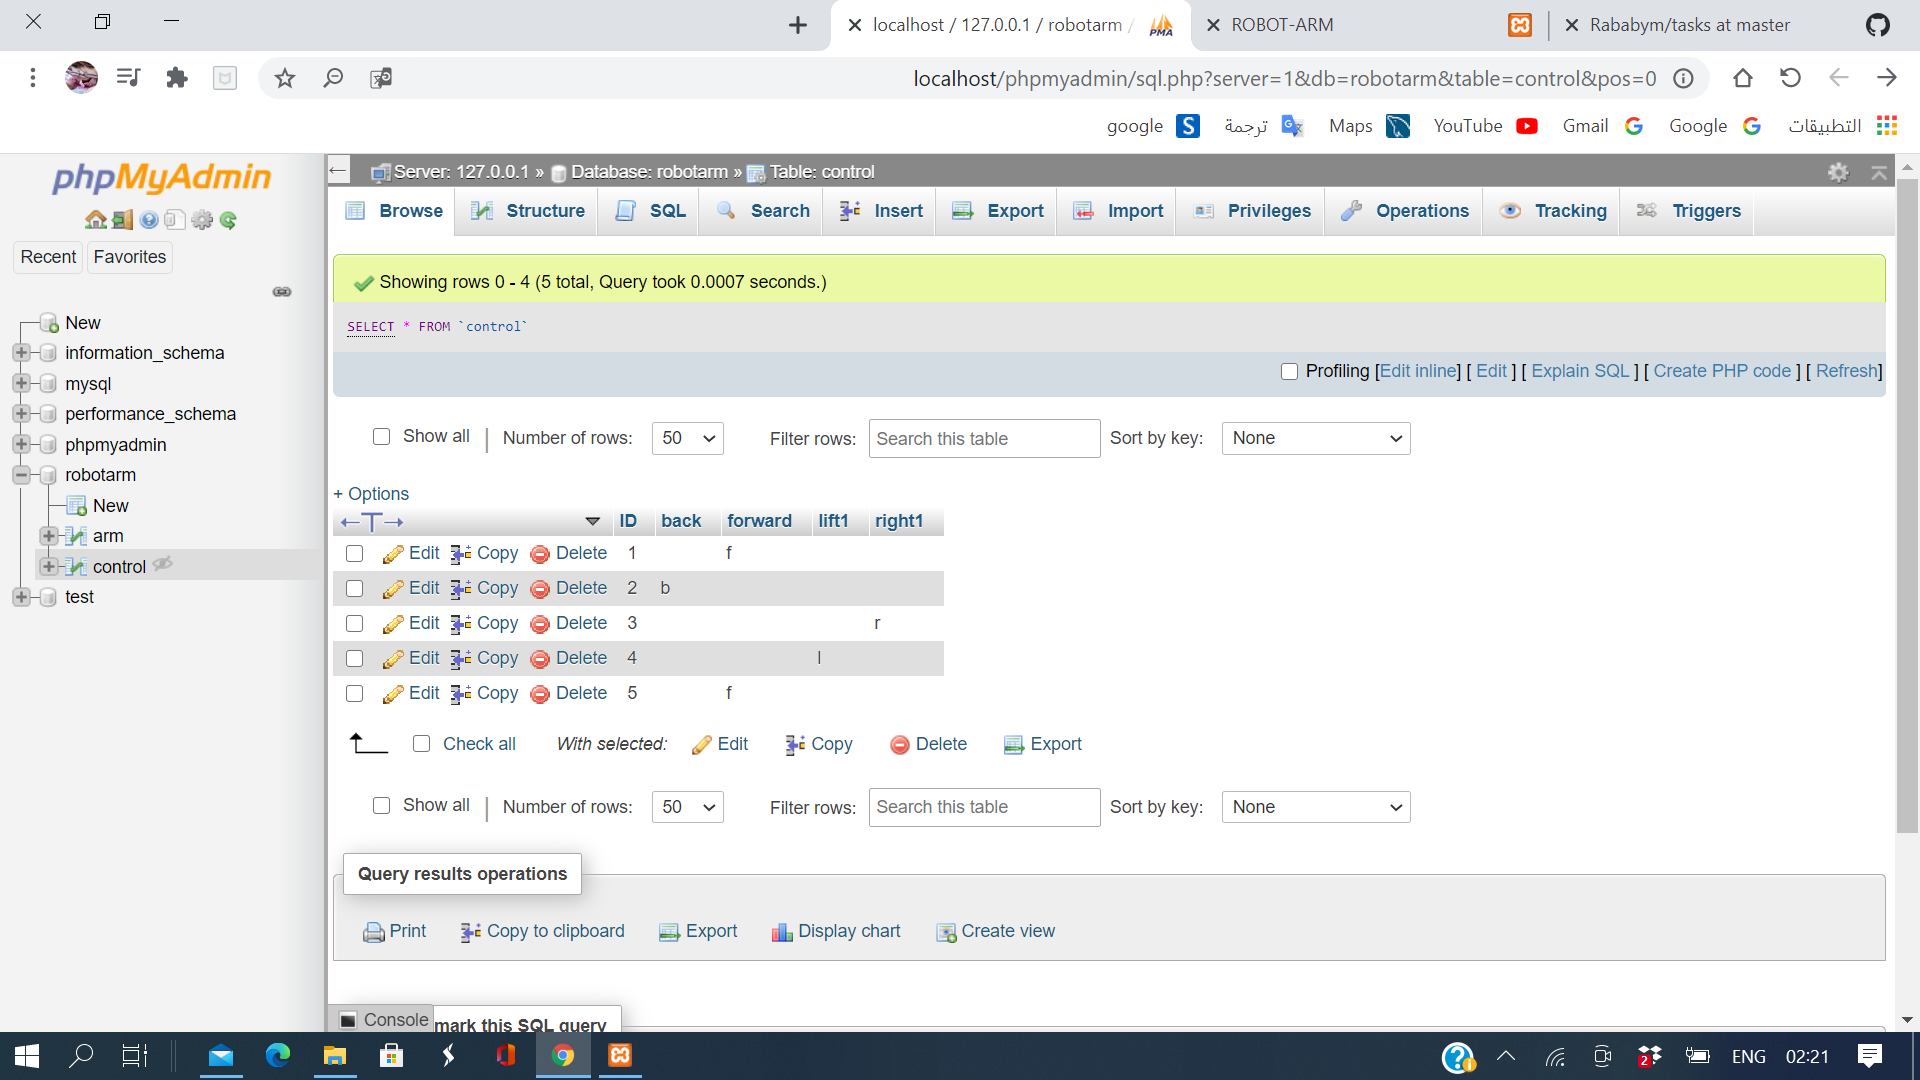 localhost / 127.0.0.1 / robotarm /
PMA
ROBOT-ARM
Rababym/tasks at master
localhost/phpmyadmin/sql.php?server=1&db=robotarm&table=control&pos=0
google S ترجمة Maps YouTube Gmail Google التطبيقات
phpMyAdmin
Recent Favorites
New
information_schema
mysql
performance_schema
phpmyadmin
robotarm
New
arm
control
test
Server: 127.0.0.1 » Database: robotarm » Table: control
Browse Structure SQL Search Insert Export Import Privileges Operations Tracking Triggers
Showing rows 0 - 4 (5 total, Query took 0.0007 seconds.)
SELECT * FROM `control`
Profiling [Edit inline] [ Edit ] [ Explain SQL ] [ Create PHP code ] [ Refresh]
Show all | Number of rows: 50 Filter rows: Search this table Sort by key: None
+ Options
←T→ ID back forward lift1 right1
Edit Copy Delete 1 f
Edit Copy Delete 2 b
Edit Copy Delete 3 r
Edit Copy Delete 4 l
Edit Copy Delete 5 f
Check all With selected: Edit Copy Delete Export
Show all | Number of rows: 50 Filter rows: Search this table Sort by key: None
Query results operations
Print Copy to clipboard Export Display chart Create view
Console
mark this SQL query
2 ENG 02:21